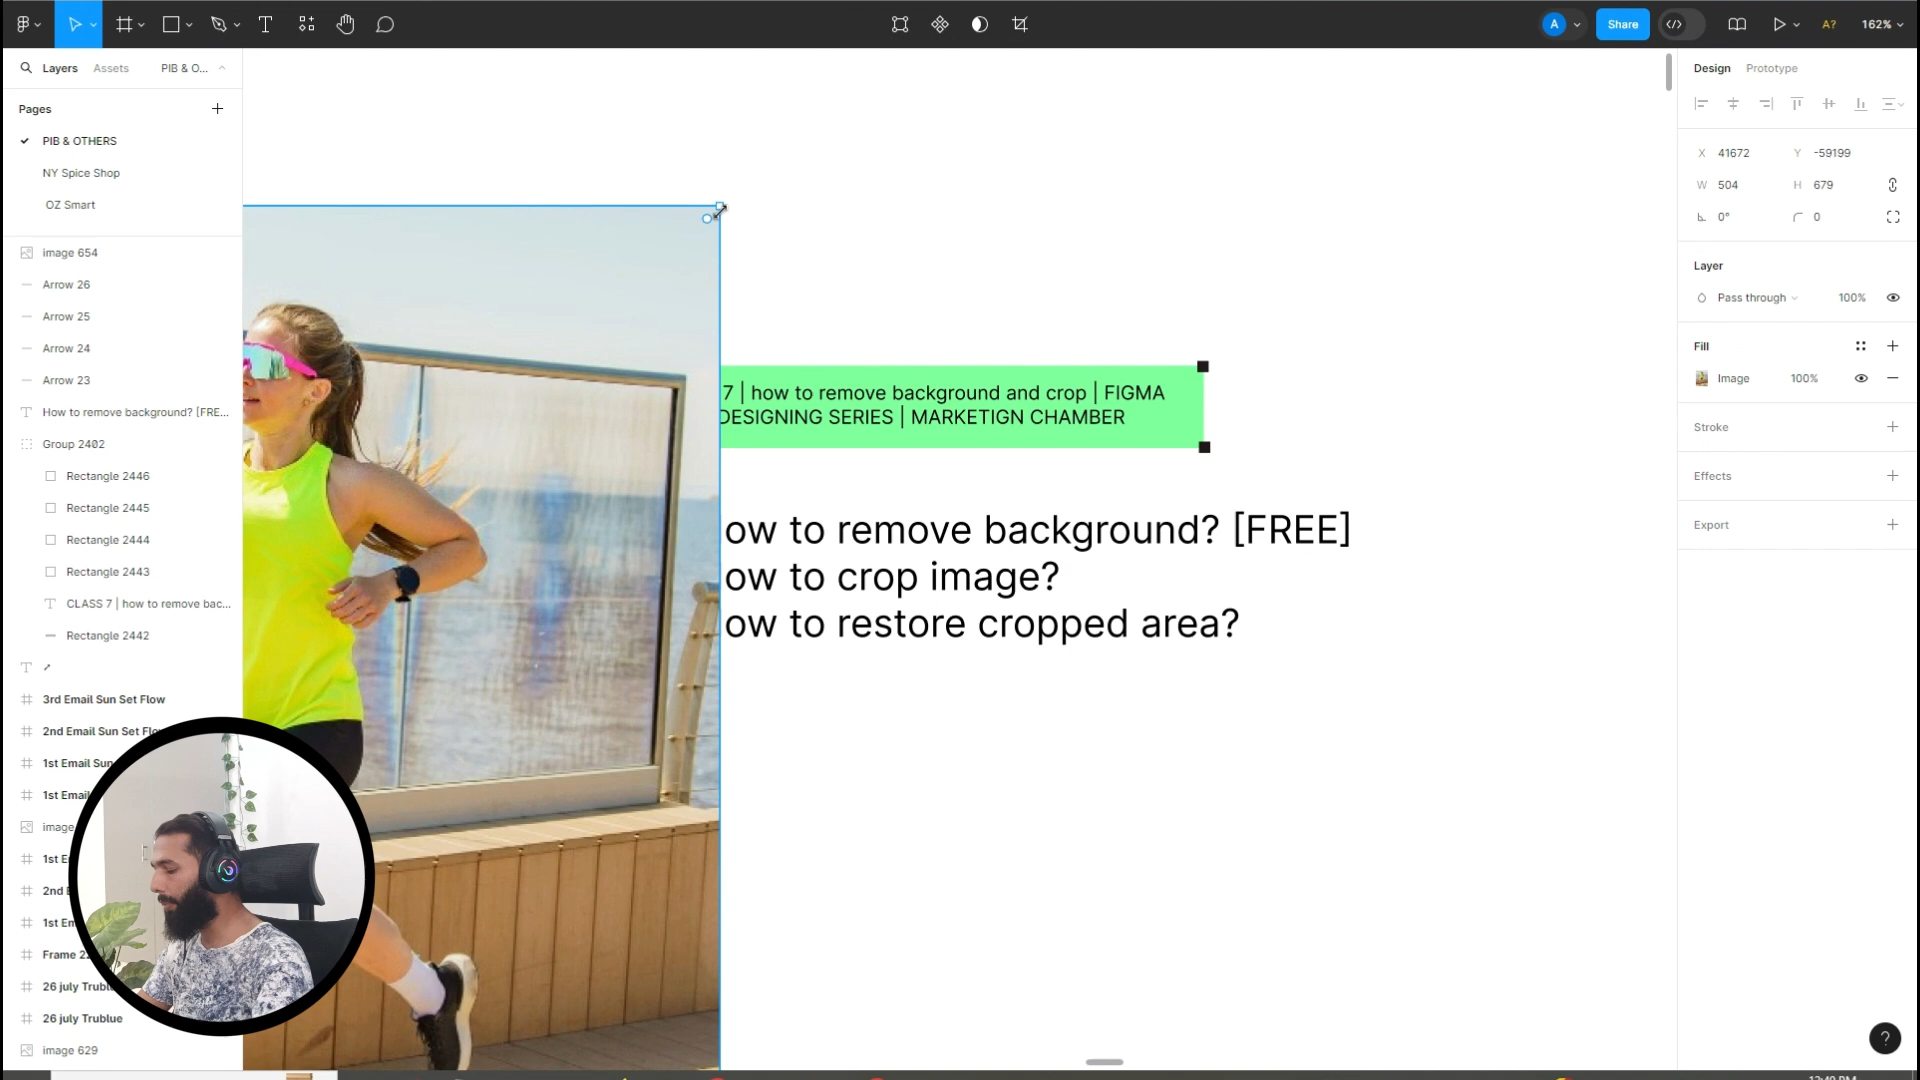 A
Share
A?
162%
Layers
Assets
PIB & O...
Pages
PIB & OTHERS
NY Spice Shop
OZ Smart
image 654
Arrow 26
Arrow 25
Arrow 24
Arrow 23
How to remove background? [FRE...
Group 2402
Rectangle 2446
Rectangle 2445
Rectangle 2444
Rectangle 2443
CLASS 7 | how to remove bac...
Rectangle 2442
3rd Email Sun Set Flow
2nd Email Sun Set Flo
1st Email Sun
1st Email
image
1st E
2nd E
1st Em
Frame 2
26 july Trubl
26 july Trublue
image 629
7 | how to remove background and crop | FIGMA
DESIGNING SERIES | MARKETIGN CHAMBER
ow to remove background? [FREE]
ow to crop image?
ow to restore cropped area?
Design
Prototype
X 41672 Y -59199
W 504 H 679
0° 0
Layer
Pass through 100%
Fill
Image 100%
Stroke
Effects
Export
?